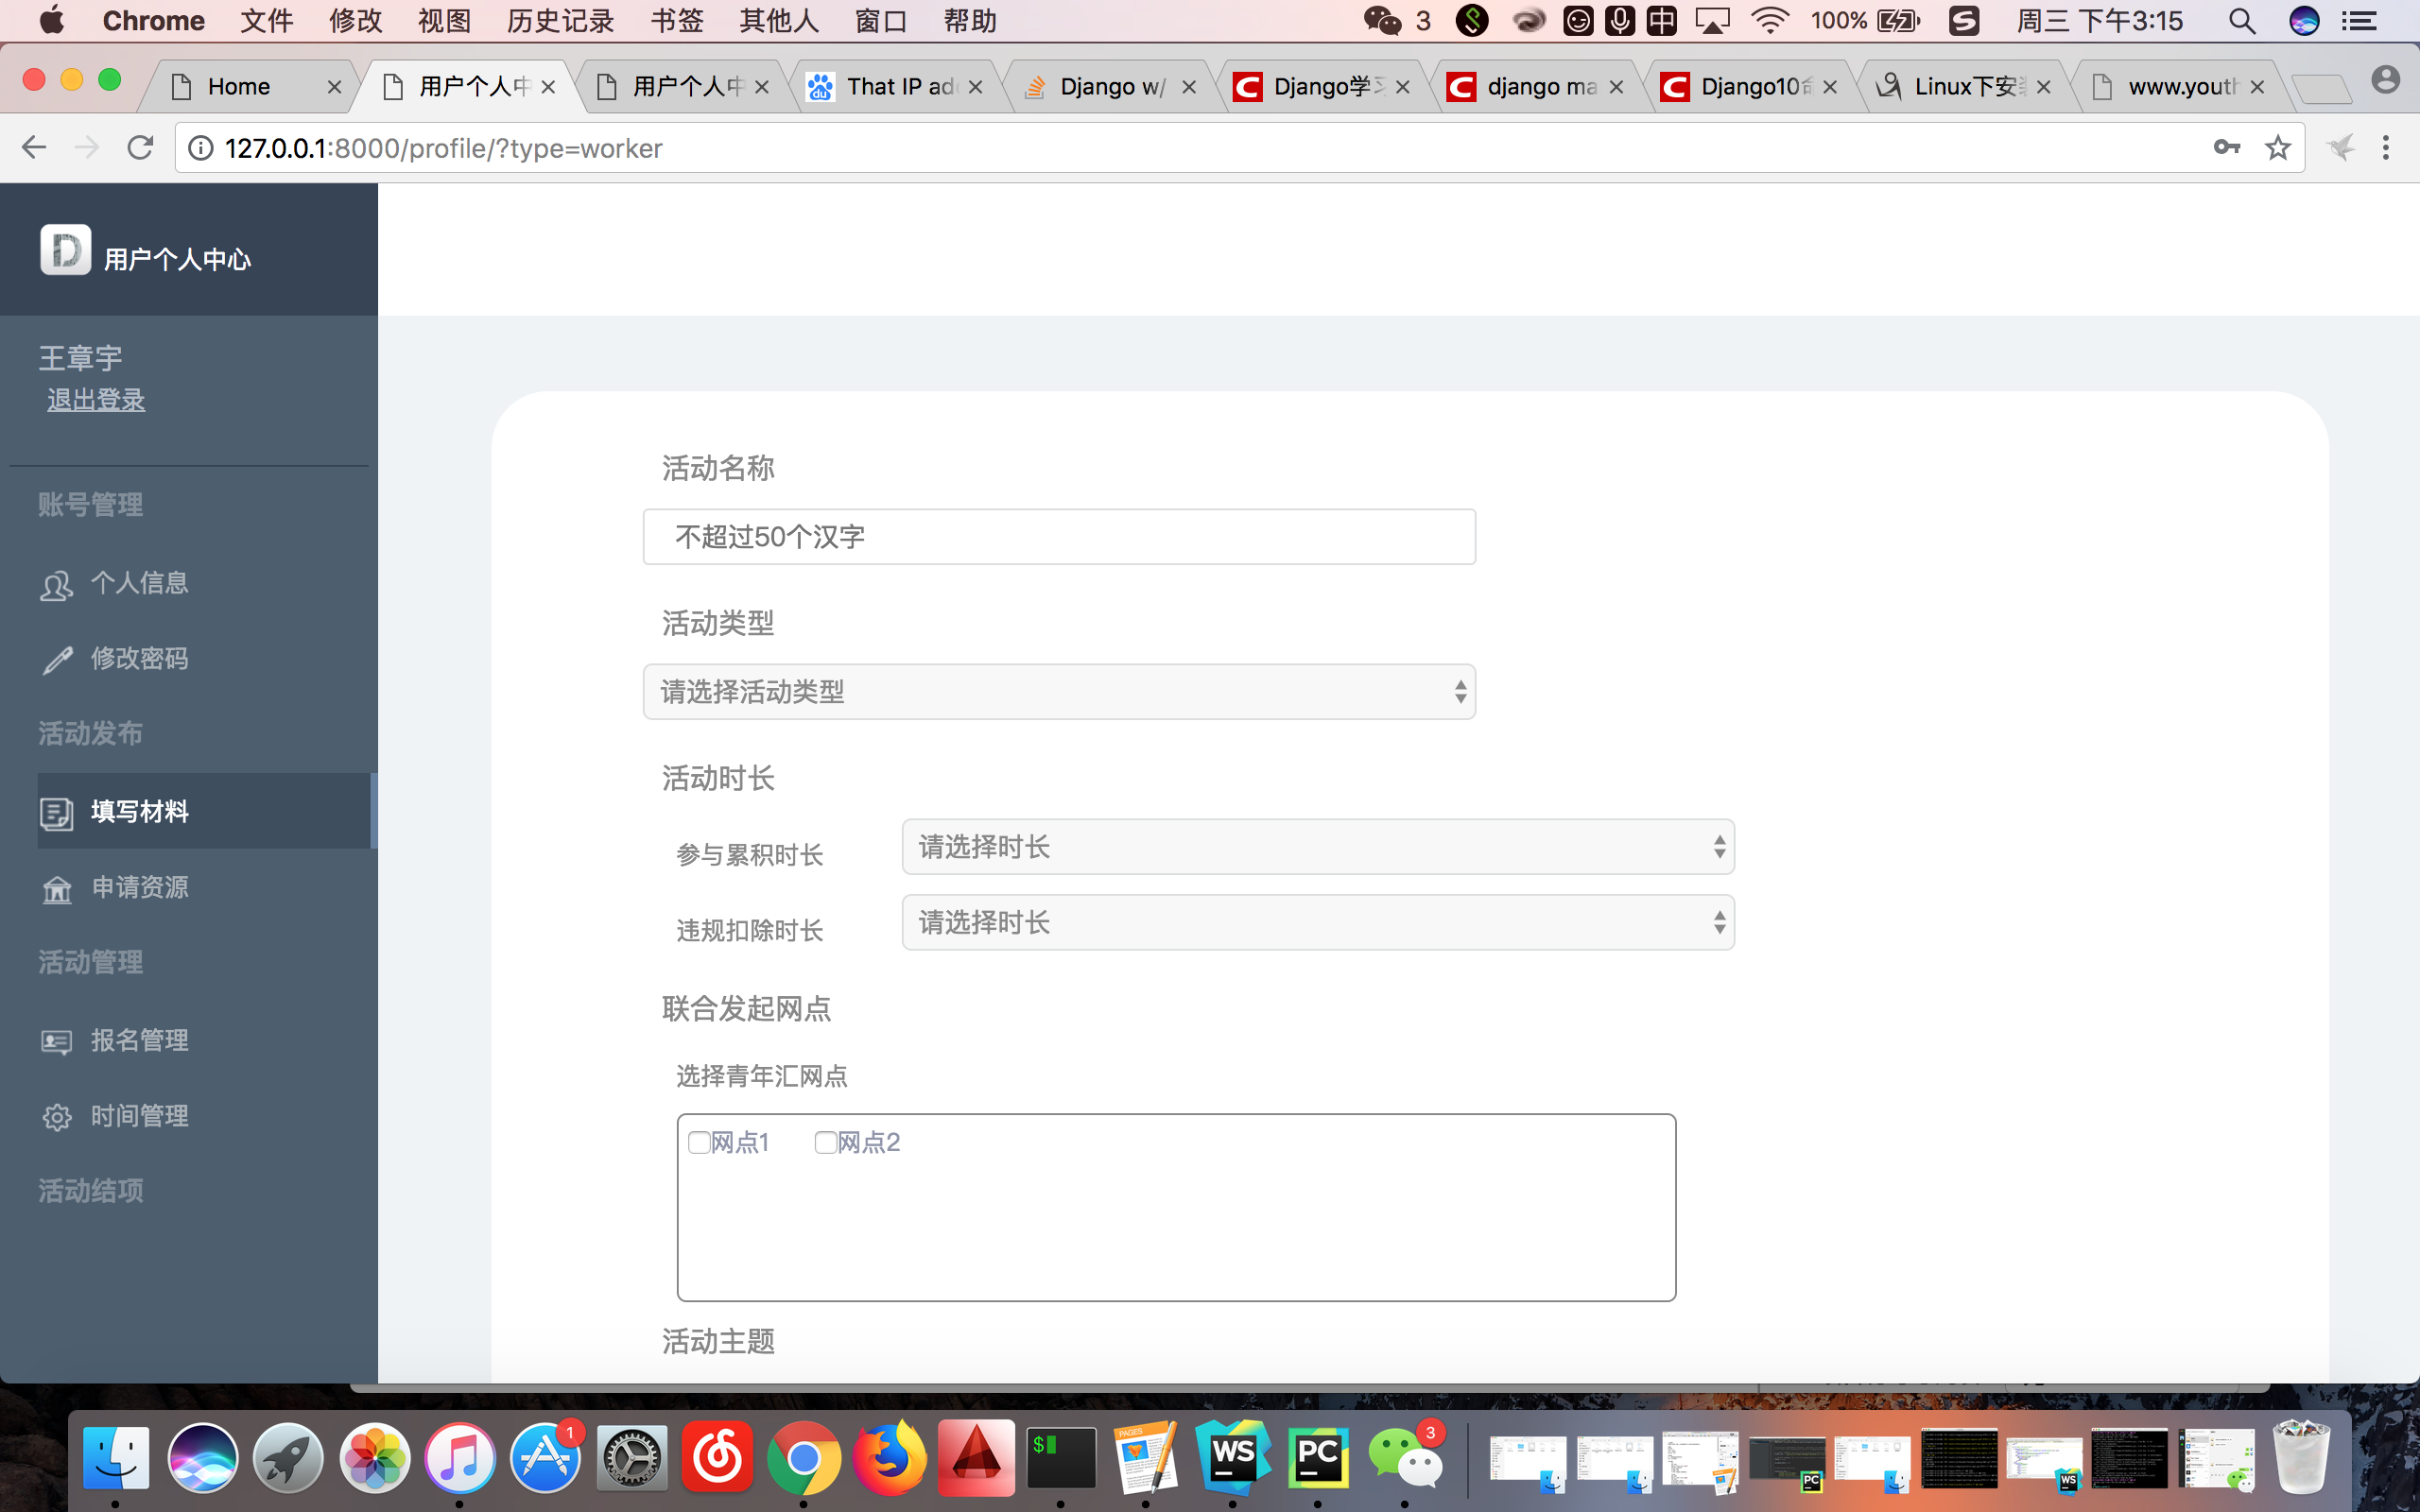 Chrome 文件 修改 视图 历史记录 书签 其他人 窗口 帮助 3 中 100% 周三 下午3:15
Home 用户个人中 用户个人中 That IP ad Django w/ Django学习 django ma Django10 Linux下安装 www.youth
127.0.0.1:8000/profile/?type=worker
D 用户个人中心
王章宇
退出登录
账号管理
个人信息
修改密码
活动发布
填写材料
申请资源
活动管理
报名管理
时间管理
活动结项
活动名称
不超过50个汉字
活动类型
请选择活动类型
活动时长
参与累积时长 请选择时长
违规扣除时长 请选择时长
联合发起网点
选择青年汇网点
网点1 网点2
活动主题
1 $ PAGES WS PC 3 PC WS